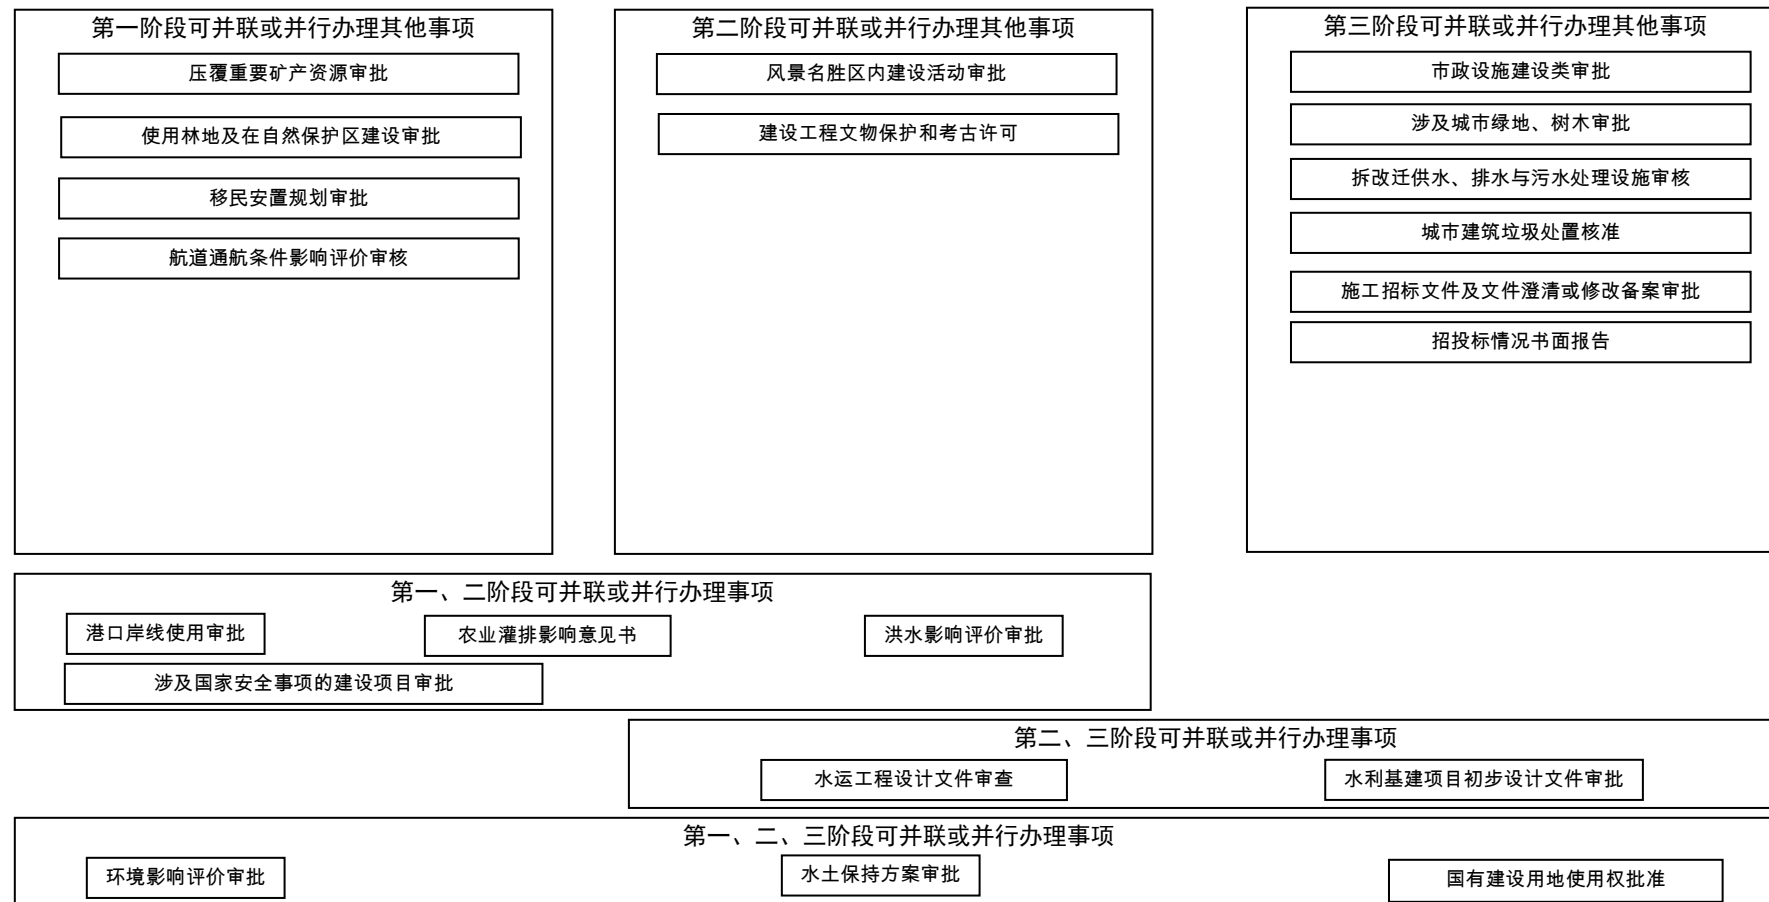 第一阶段可并联或并行办理其他事项
压覆重要矿产资源审批
使用林地及在自然保护区建设审批
移民安置规划审批
航道通航条件影响评价审核
第二阶段可并联或并行办理其他事项
风景名胜区内建设活动审批
建设工程文物保护和考古许可
第三阶段可并联或并行办理其他事项
市政设施建设类审批
涉及城市绿地、树木审批
拆改迁供水、排水与污水处理设施审核
城市建筑垃圾处置核准
施工招标文件及文件澄清或修改备案审批
招投标情况书面报告
第一、二阶段可并联或并行办理事项
港口岸线使用审批
农业灌排影响意见书
洪水影响评价审批
涉及国家安全事项的建设项目审批
第二、三阶段可并联或并行办理事项
水运工程设计文件审查
水利基建项目初步设计文件审批
第一、二、三阶段可并联或并行办理事项
环境影响评价审批
水土保持方案审批
国有建设用地使用权批准